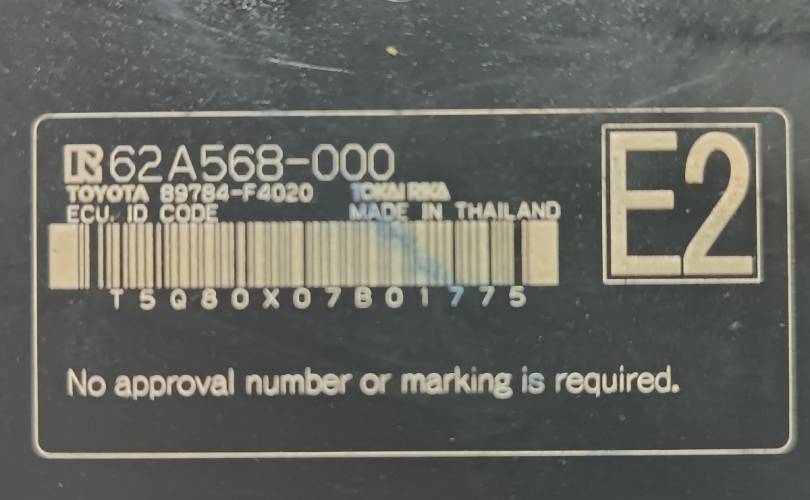 R 62A568-000
TOYOTA 89784-F4020 TOKAI RIKA
ECU, ID CODE MADE IN THAILAND
T5Q80X07B01775
E2
No approval number or marking is required.